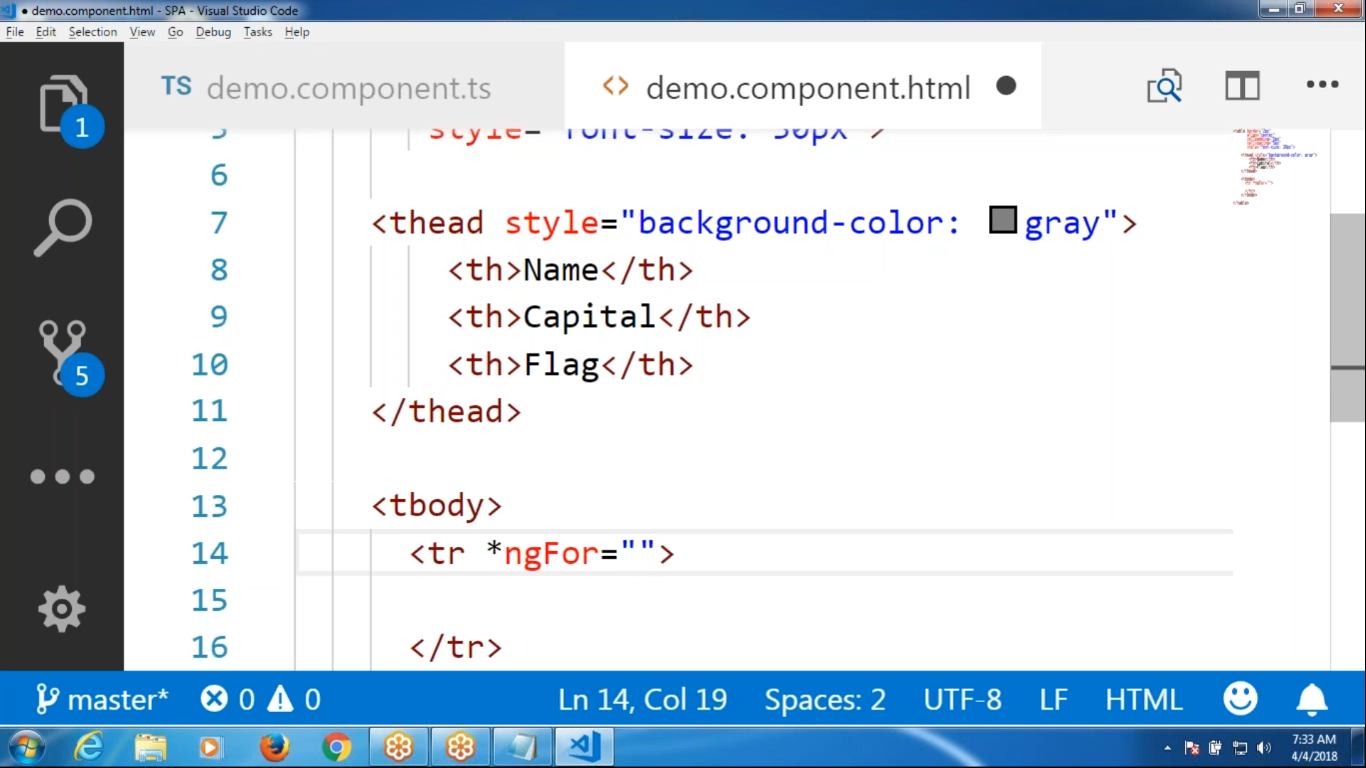 demo.component.html - SPA - Visual Studio Code
File Edit Selection View Go Debug Tasks Help
TS demo.component.ts <> demo.component.html
5 style="font-size: 30px">
6
7 <thead style="background-color: gray">
8 <th>Name</th>
9 <th>Capital</th>
10 <th>Flag</th>
11 </thead>
12
13 <tbody>
14 <tr *ngFor="">
15
16 </tr>
1
5
master* 0 0 Ln 14, Col 19 Spaces: 2 UTF-8 LF HTML
7:33 AM
4/4/2018